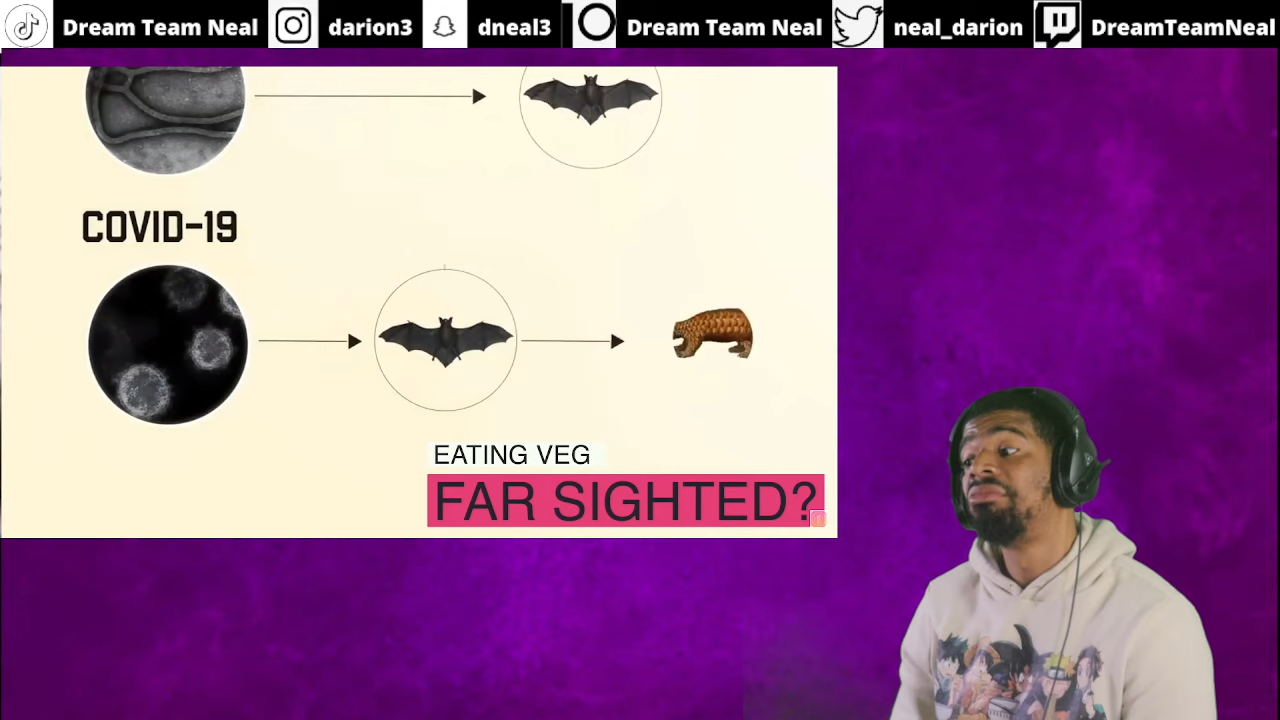 Dream Team Neal darion3 dneal3 Dream Team Neal neal_darion DreamTeamNeal
COVID-19
EATING VEG
FAR SIGHTED?